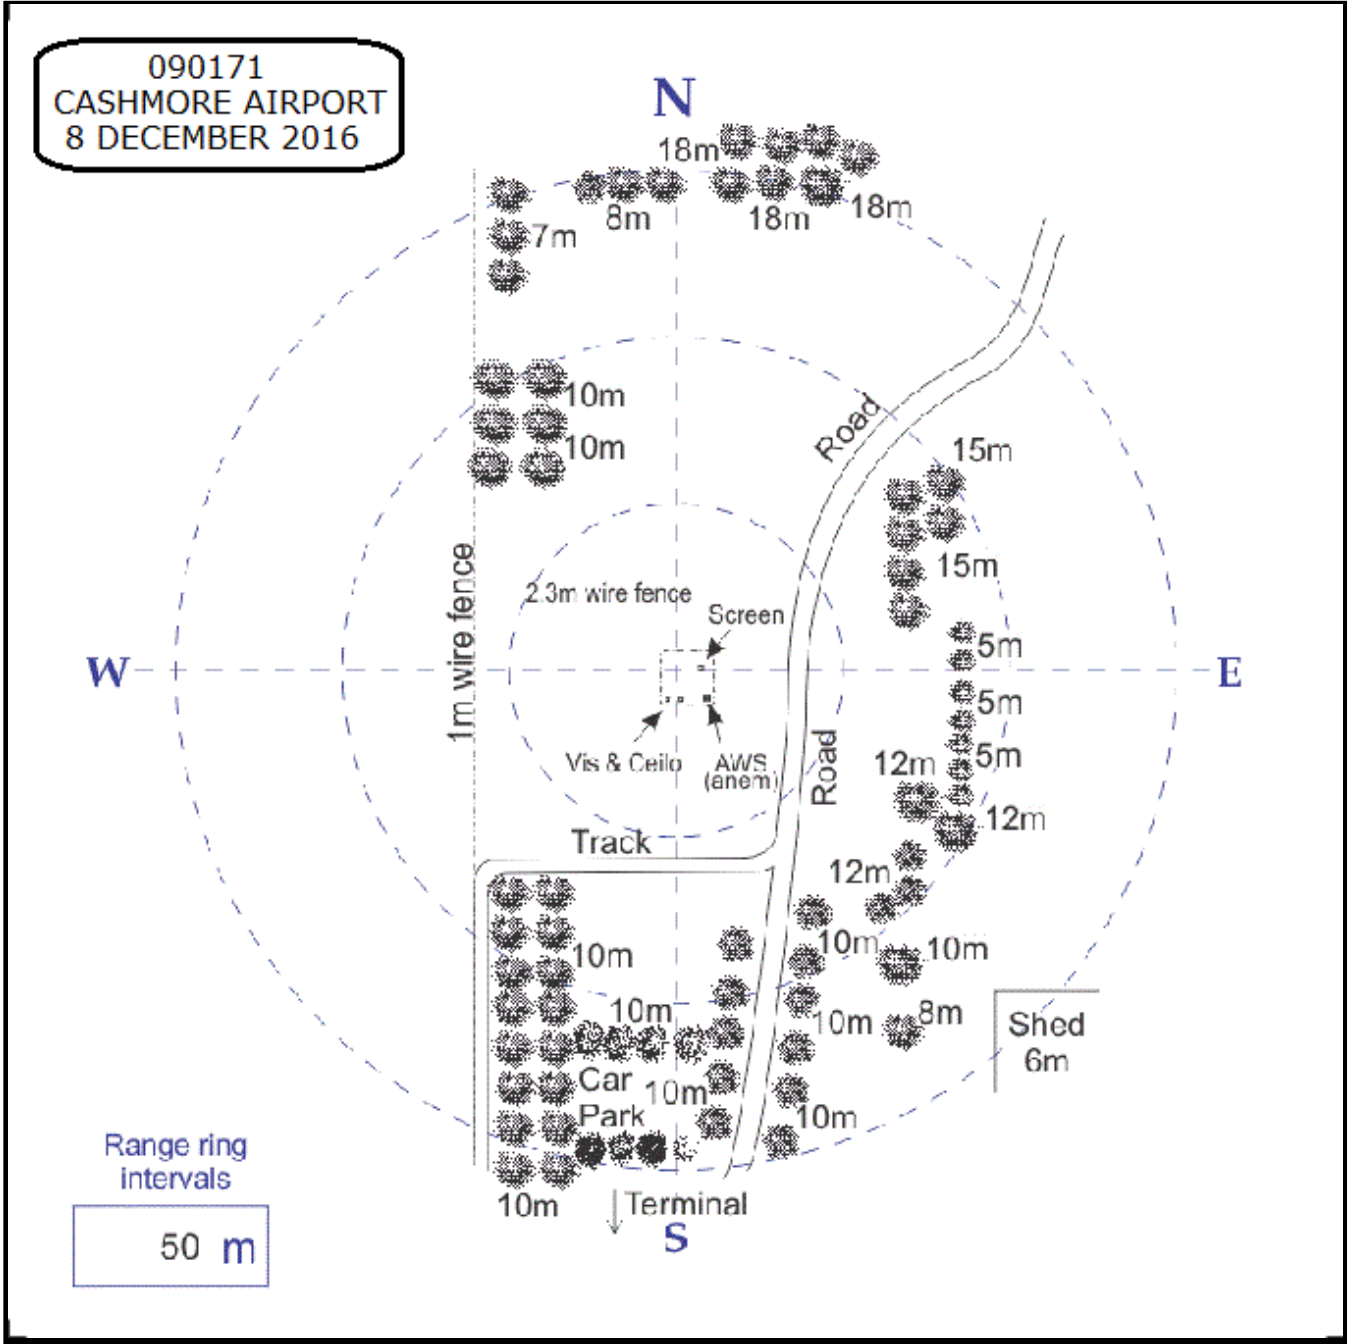 090171
CASHMORE AIRPORT
8 DECEMBER 2016
N
18m
8m
18m
18m
7m
10m
10m
Road
15m
15m
1m wire fence
2.3m wire fence
Screen
5m
W
E
5m
Vis & Ceilo
AWS
(anem)
Road
5m
12m
12m
Track
12m
10m
10m
10m
10m
10m
8m
Shed
6m
Car
Park
10m
10m
Range ring
intervals
50 m
10m
Terminal
S